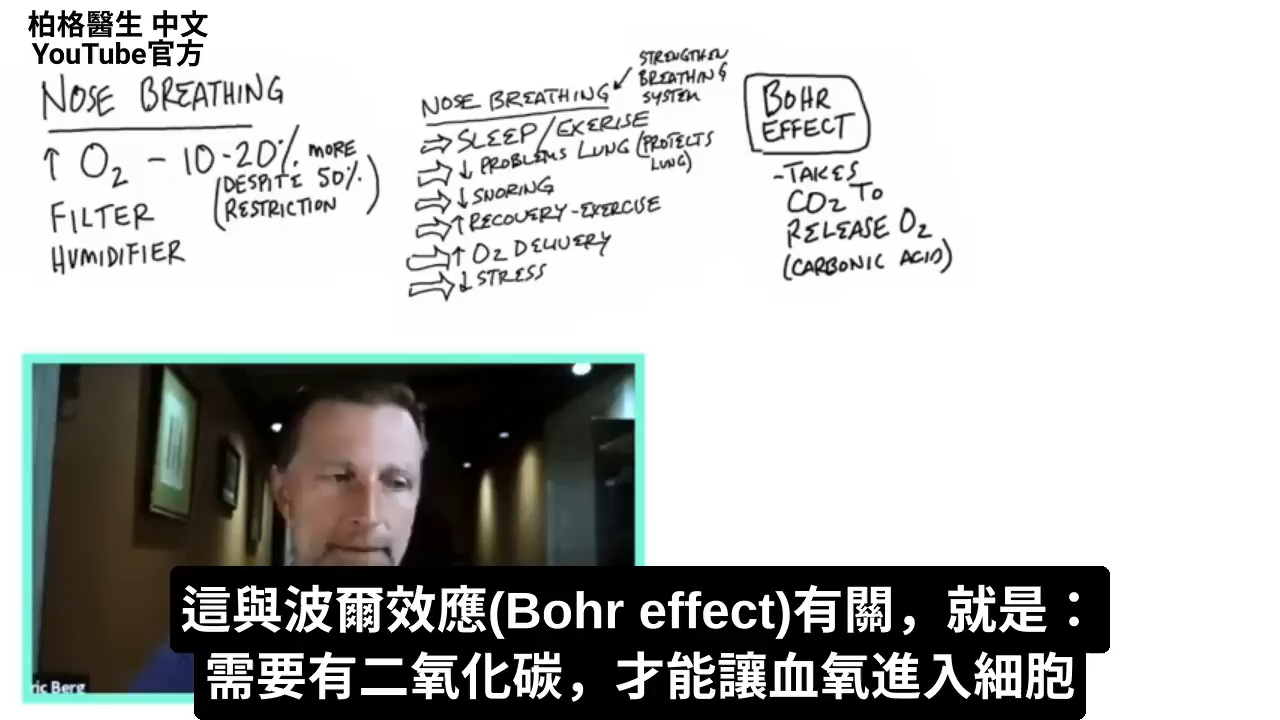 柏格醫生 中文
YouTube官方
NOSE BREATHING
↑ O₂ - 10-20% MORE
(DESPITE 50%
RESTRICTION)
FILTER
HUMIDIFIER
STRENGTHEN
BREATHING
SYSTEM
NOSE BREATHING
⇒ SLEEP/EXERISE
⇒ ↓ PROBLEMS LUNG (PROTECTS
LUNG)
⇒ ↓ SNORING
⇒ ↑ RECOVERY-EXERCISE
⇒ ↑ O2 DELIVERY
⇒ ↓ STRESS
BOHR
EFFECT
-TAKES
CO2 TO
RELEASE O2
(CARBONIC ACID)
ric Berg
這與波爾效應(Bohr effect)有關，就是：
需要有二氧化碳，才能讓血氧進入細胞